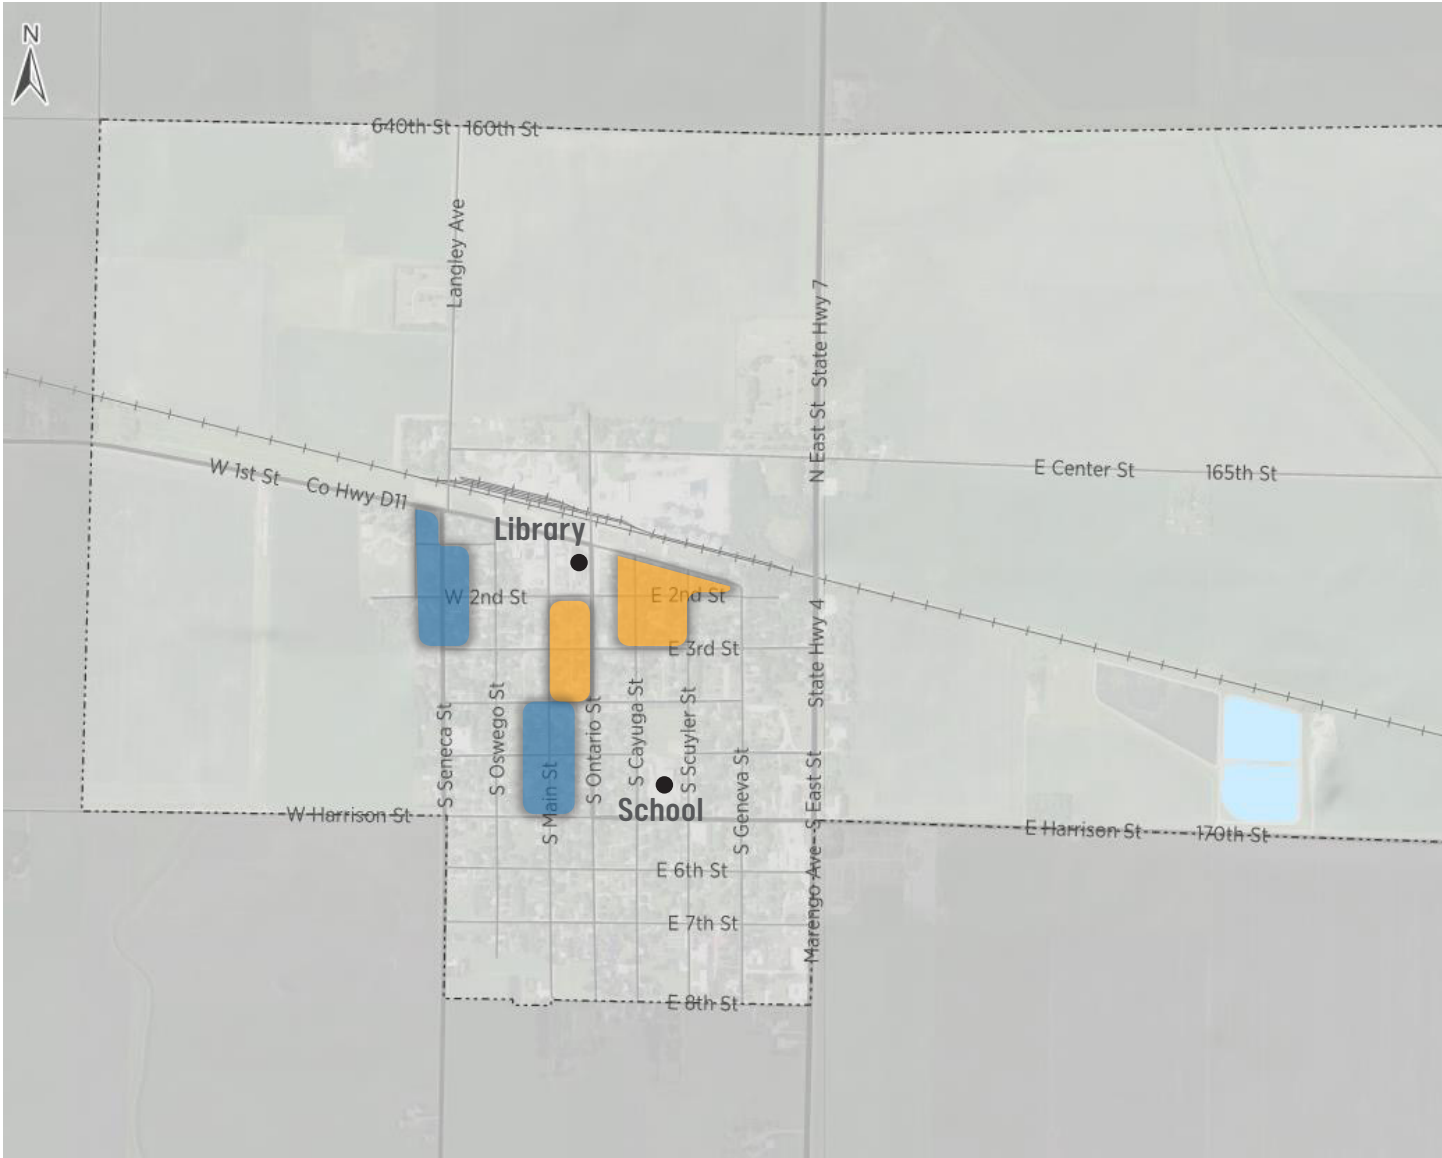 N
640th St 160th St
Langley Ave
N East St State Hwy 7
W 1st St Co Hwy D11
E Center St 165th St
Library
W 2nd St
E 2nd St
State Hwy 4
E 3rd St
S Seneca St
S Oswego St
S Main St
S Ontario St
S Cayuga St
S Scuyler St
S Geneva St
S East St
School
W Harrison St
E Harrison St 170th St
Marengo Ave
E 6th St
E 7th St
E 8th St